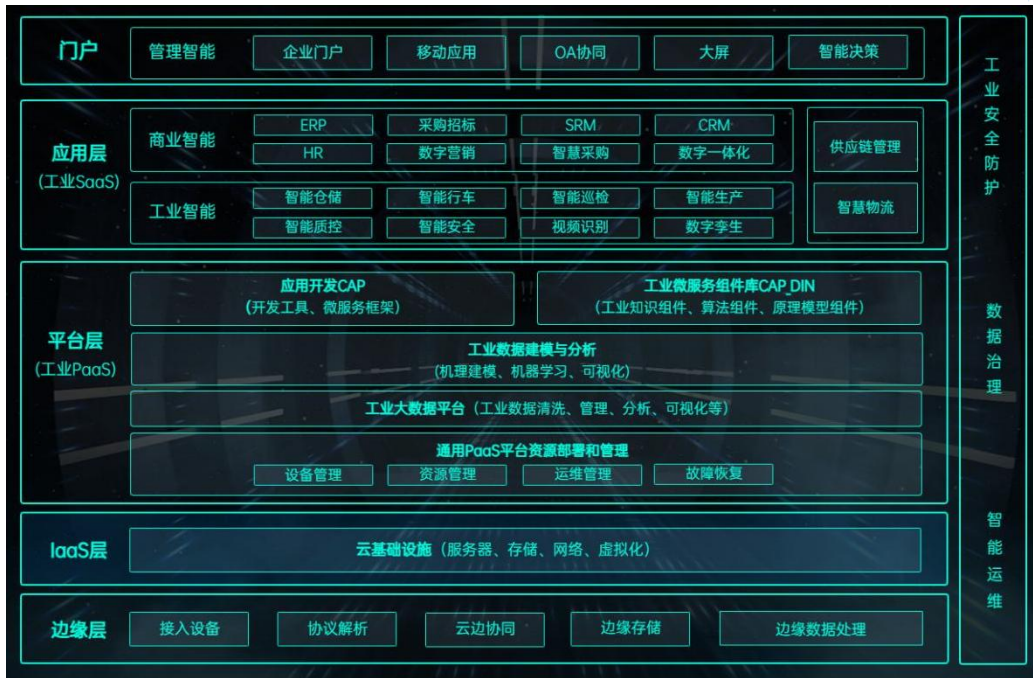 门户
管理智能
企业门户
移动应用
OA协同
大屏
智能决策
应用层
(工业SaaS)
商业智能
ERP
采购招标
SRM
CRM
HR
数字营销
智慧采购
数字一体化
工业智能
智能仓储
智能行车
智能巡检
智能生产
智能质控
智能安全
视频识别
数字孪生
供应链管理
智慧物流
平台层
(工业PaaS)
应用开发CAP
(开发工具、微服务框架)
工业微服务组件库CAP_DIN
(工业知识组件、算法组件、原理模型组件)
工业数据建模与分析
(机理建模、机器学习、可视化)
工业大数据平台（工业数据清洗、管理、分析、可视化等）
通用PaaS平台资源部署和管理
设备管理
资源管理
运维管理
故障恢复
IaaS层
云基础设施（服务器、存储、网络、虚拟化）
边缘层
接入设备
协议解析
云边协同
边缘存储
边缘数据处理
工业安全防护
数据治理
智能运维